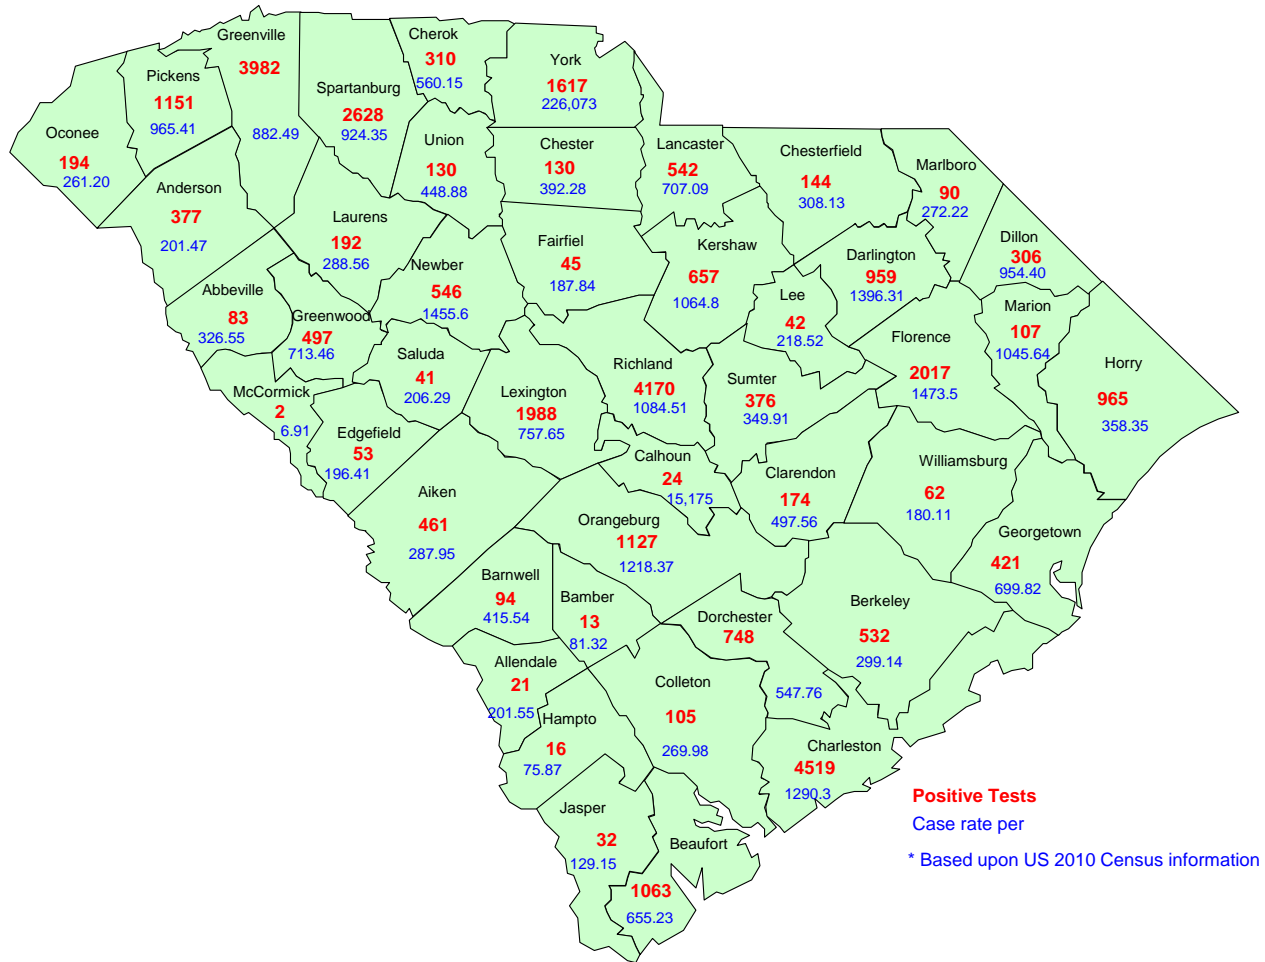 Greenville
3982
882.49
Cherok
310
560.15
York
1617
226,073
Pickens
1151
965.41
Spartanburg
2628
924.35
Oconee
194
261.20
Union
130
448.88
Chester
130
392.28
Lancaster
542
707.09
Chesterfield
144
308.13
Marlboro
90
272.22
Anderson
377
201.47
Laurens
192
288.56
Newber
546
1455.6
Fairfiel
45
187.84
Kershaw
657
1064.8
Darlington
959
1396.31
Dillon
306
954.40
Abbeville
83
326.55
Greenwood
497
713.46
Lee
42
218.52
Marion
107
1045.64
Saluda
41
206.29
Richland
4170
1084.51
Florence
2017
1473.5
Horry
965
358.35
McCormick
2
6.91
Lexington
1988
757.65
Sumter
376
349.91
Edgefield
53
196.41
Calhoun
24
15,175
Clarendon
174
497.56
Williamsburg
62
180.11
Aiken
461
287.95
Orangeburg
1127
1218.37
Georgetown
421
699.82
Barnwell
94
415.54
Bamber
13
81.32
Dorchester
748
547.76
Berkeley
532
299.14
Allendale
21
201.55
Colleton
105
269.98
Hampto
16
75.87
Charleston
4519
1290.3
Jasper
32
129.15
Beaufort
1063
655.23
Positive Tests
Case rate per
* Based upon US 2010 Census information